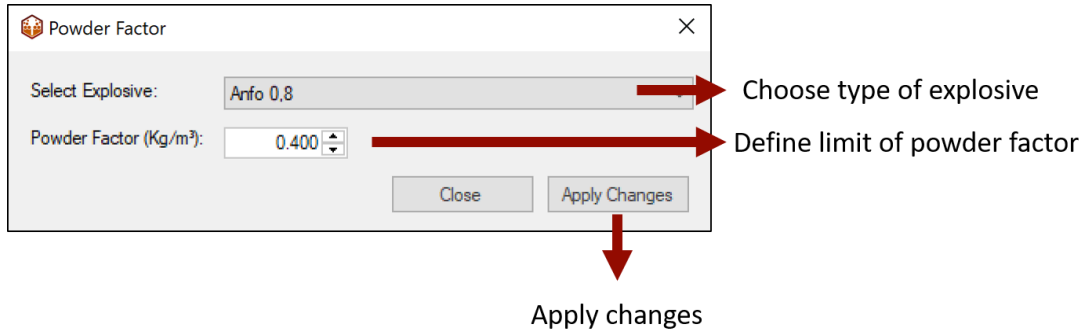 Powder Factor
Select Explosive: Anfo 0,8 Choose type of explosive
Powder Factor (Kg/m³): 0.400 Define limit of powder factor
Close Apply Changes
Apply changes